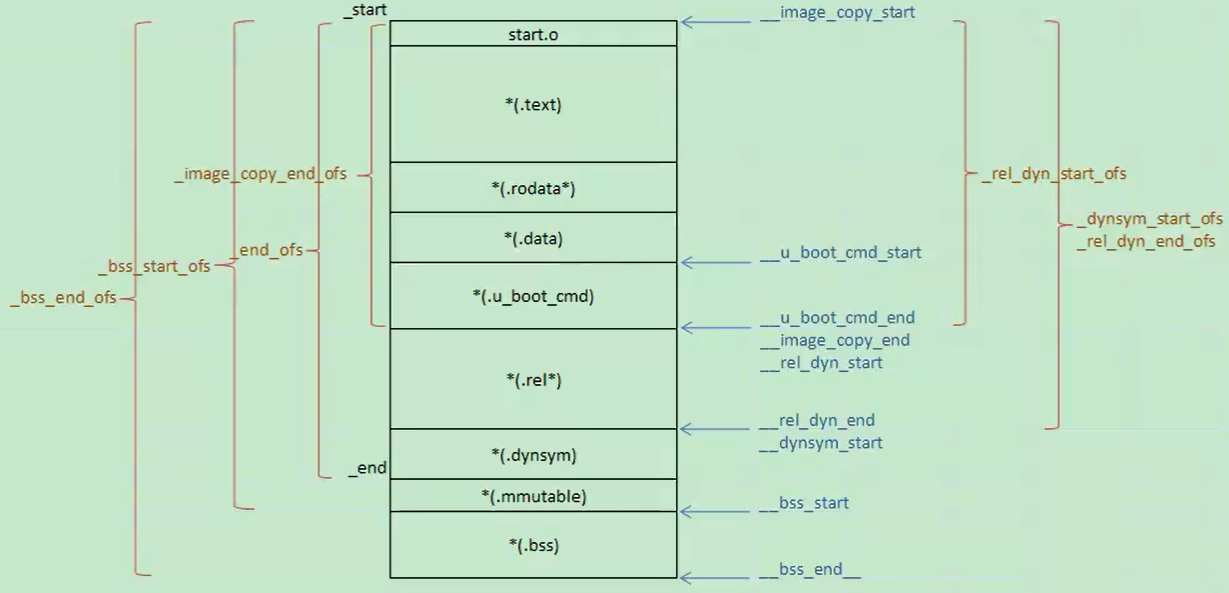 _start
__image_copy_start
start.o
*(.text)
_image_copy_end_ofs
_rel_dyn_start_ofs
*(.rodata*)
_dynsym_start_ofs
_rel_dyn_end_ofs
*(.data)
_end_ofs
__u_boot_cmd_start
_bss_start_ofs
_bss_end_ofs
*(.u_boot_cmd)
__u_boot_cmd_end
__image_copy_end
__rel_dyn_start
*(.rel*)
__rel_dyn_end
__dynsym_start
*(.dynsym)
_end
*(.mmutable)
__bss_start
*(.bss)
__bss_end__